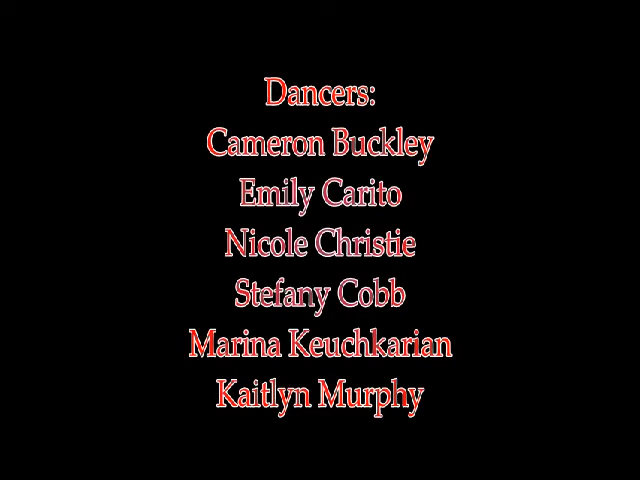 Dancers:
Cameron Buckley
Emily Carito
Nicole Christie
Stefany Cobb
Marina Keuchkarian
Kaitlyn Murphy